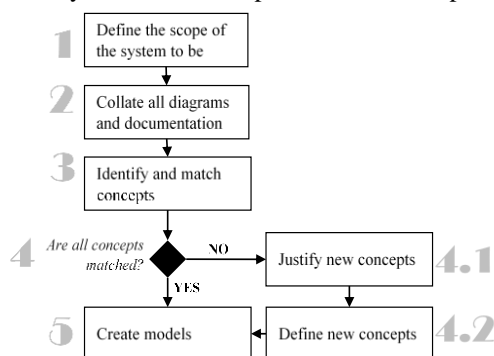 1
Define the scope of
the system to be
2
Collate all diagrams
and documentation
3
Identify and match
concepts
4
Are all concepts
matched?
NO
YES
Justify new concepts
4.1
5
Create models
Define new concepts
4.2